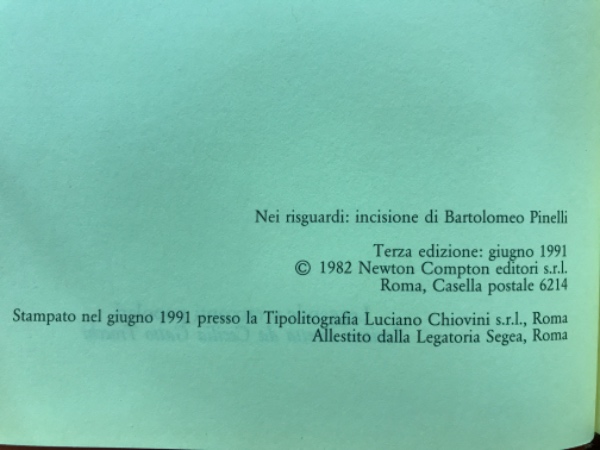 Nei risguardi: incisione di Bartolomeo Pinelli
Terza edizione: giugno 1991
© 1982 Newton Compton editori s.r.l.
Roma, Casella postale 6214
Stampato nel giugno 1991 presso la Tipolitografia Luciano Chiovini s.r.l., Roma
Allestito dalla Legatoria Segea, Roma